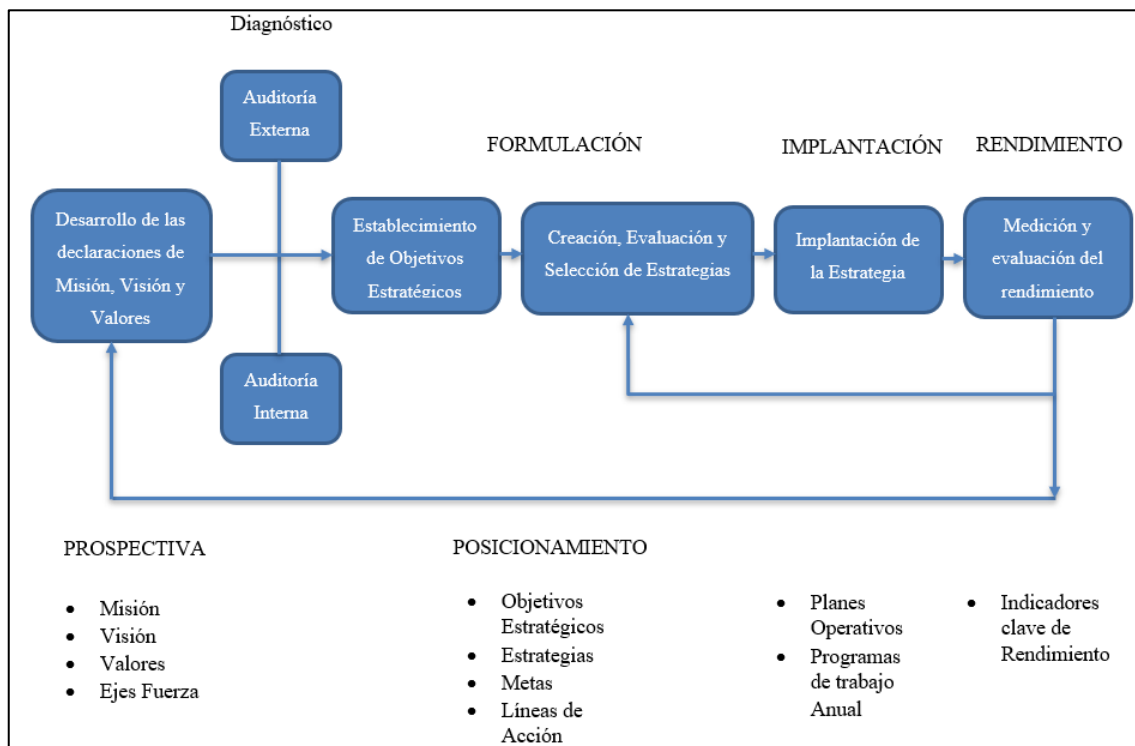 Diagnóstico
Auditoría
Externa
FORMULACIÓN
IMPLANTACIÓN
RENDIMIENTO
Desarrollo de las
declaraciones de
Misión, Visión y
Valores
Establecimiento
de Objetivos
Estratégicos
Creación, Evaluación y
Selección de Estrategias
Implantación de
la Estrategia
Medición y
evaluación del
rendimiento
Auditoría
Interna
PROSPECTIVA
• Misión
• Visión
• Valores
• Ejes Fuerza
POSICIONAMIENTO
• Objetivos
Estratégicos
• Estrategias
• Metas
• Líneas de
Acción
• Planes
Operativos
• Programas
de trabajo
Anual
• Indicadores
clave de
Rendimiento